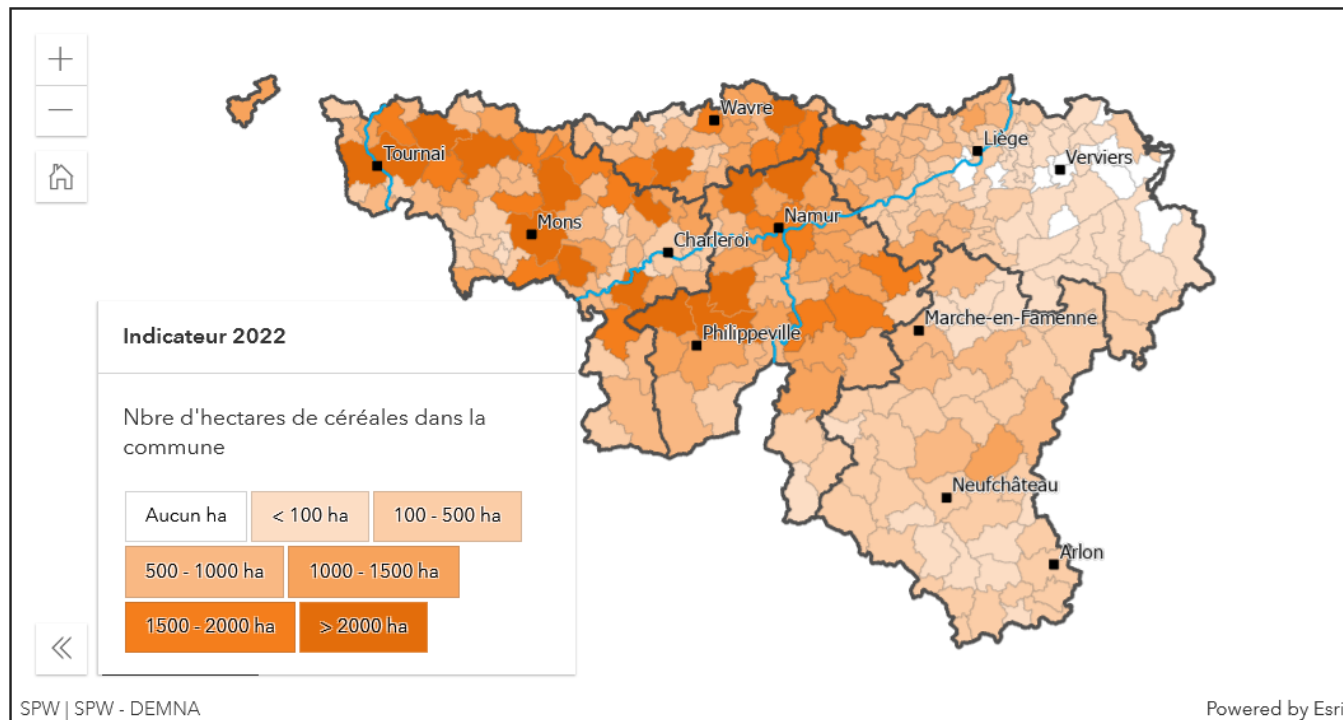 Wavre
Tournai
Liège
Verviers
Mons
Namur
Charleroi
Marche-en-Famenne
Philippeville
Neufchâteau
Arlon
Indicateur 2022
Nbre d'hectares de céréales dans la
commune
Aucun ha
< 100 ha
100 - 500 ha
500 - 1000 ha
1000 - 1500 ha
1500 - 2000 ha
> 2000 ha
SPW | SPW - DEMNA
Powered by Esri